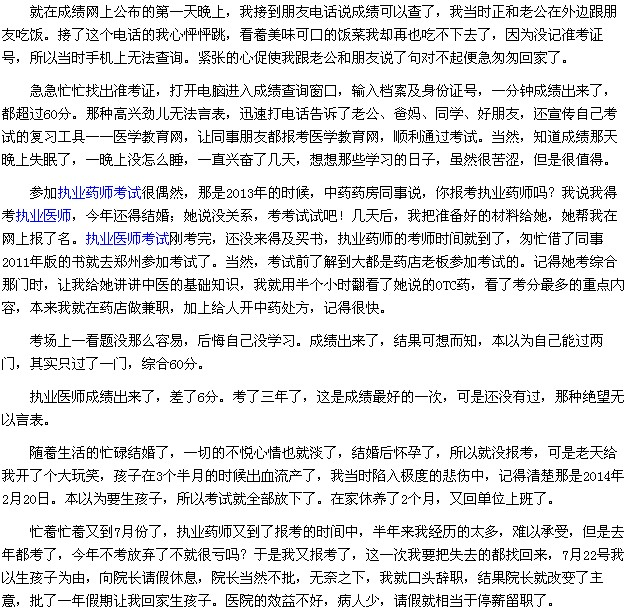 就在成绩网上公布的第一天晚上，我接到朋友电话说成绩可以查了，我当时正和老公在外边跟朋
友吃饭。接了这个电话的我心怦怦跳，看着美味可口的饭菜我却再也吃不下去了，因为没记准考证
号，所以当时手机上无法查询。紧张的心促使我跟老公和朋友说了句对不起便急匆匆回家了。
急急忙忙找出准考证，打开电脑进入成绩查询窗口，输入档案及身份证号，一分钟成绩出来了，
都超过60分。那种高兴劲儿无法言表，迅速打电话告诉了老公、爸妈、同学、好朋友，还宣传自己考
试的复习工具——医学教育网，让同事朋友都报考医学教育网，顺利通过考试。当然，知道成绩那天
晚上失眠了，一晚上没怎么睡，一直兴奋了几天，想想那些学习的日子，虽然很苦涩，但是很值得。
参加执业药师考试很偶然，那是2013年的时候，中药药房同事说，你报考执业药师吗？我说我得
考执业医师，今年还得结婚；她说没关系，考考试试吧！几天后，我把准备好的材料给她，她帮我在
网上报了名。执业医师考试刚考完，还没来得及买书，执业药师的考师时间就到了，匆忙借了同事
2011年版的书就去郑州参加考试了。当然，考试前了解到大都是药店老板参加考试的。记得她考综合
那门时，让我给她讲讲中医的基础知识，我就用半个小时翻看了她说的OTC药，看了考分最多的重点内
容，本来我就在药店做兼职，加上给人开中药处方，记得很快。
考场上一看题没那么容易，后悔自己没学习。成绩出来了，结果可想而知，本以为自己能过两
门，其实只过了一门，综合60分。
执业医师成绩出来了，差了6分。考了三年了，这是成绩最好的一次，可是还没有过，那种绝望无
以言表。
随着生活的忙碌结婚了，一切的不悦心情也就淡了，结婚后怀孕了，所以就没报考，可是老天给
我开了个大玩笑，孩子在3个半月的时候出血流产了，我当时陷入极度的悲伤中，记得清楚那是2014年
2月20日。本以为要生孩子，所以考试就全部放下了。在家休养了2个月，又回单位上班了。
忙着忙着又到7月份了，执业药师又到了报考的时间中，半年来我经历的太多，难以承受，但是去
年都考了，今年不考放弃了不就很亏吗？于是我又报考了，这一次我要把失去的都找回来，7月22号我
以生孩子为由，向院长请假休息，院长当然不批，无奈之下，我就口头辞职，结果院长就改变了主
意，批了一年假期让我回家生孩子。医院的效益不好，病人少，请假就相当于停薪留职了。